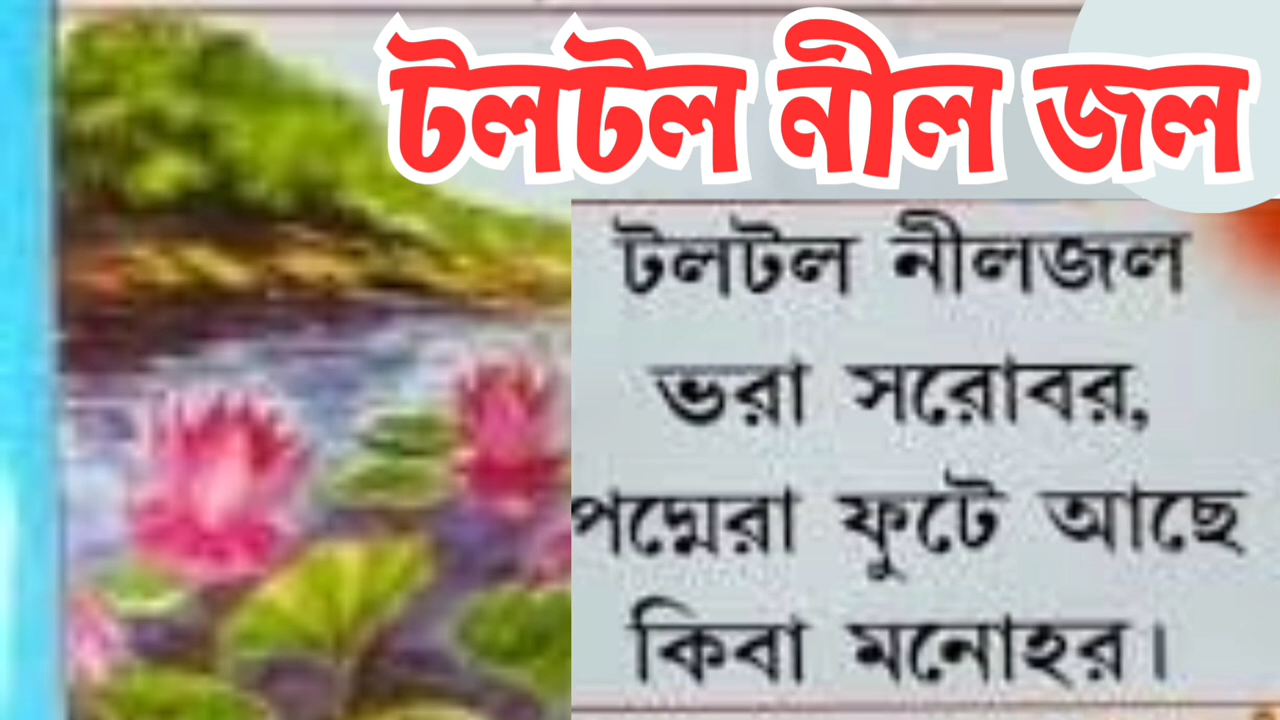 টলটল নীল জল
টলটল নীলজল
ভরা সরোবর,
পদ্মেরা ফুটে আছে
কিবা মনোহর।